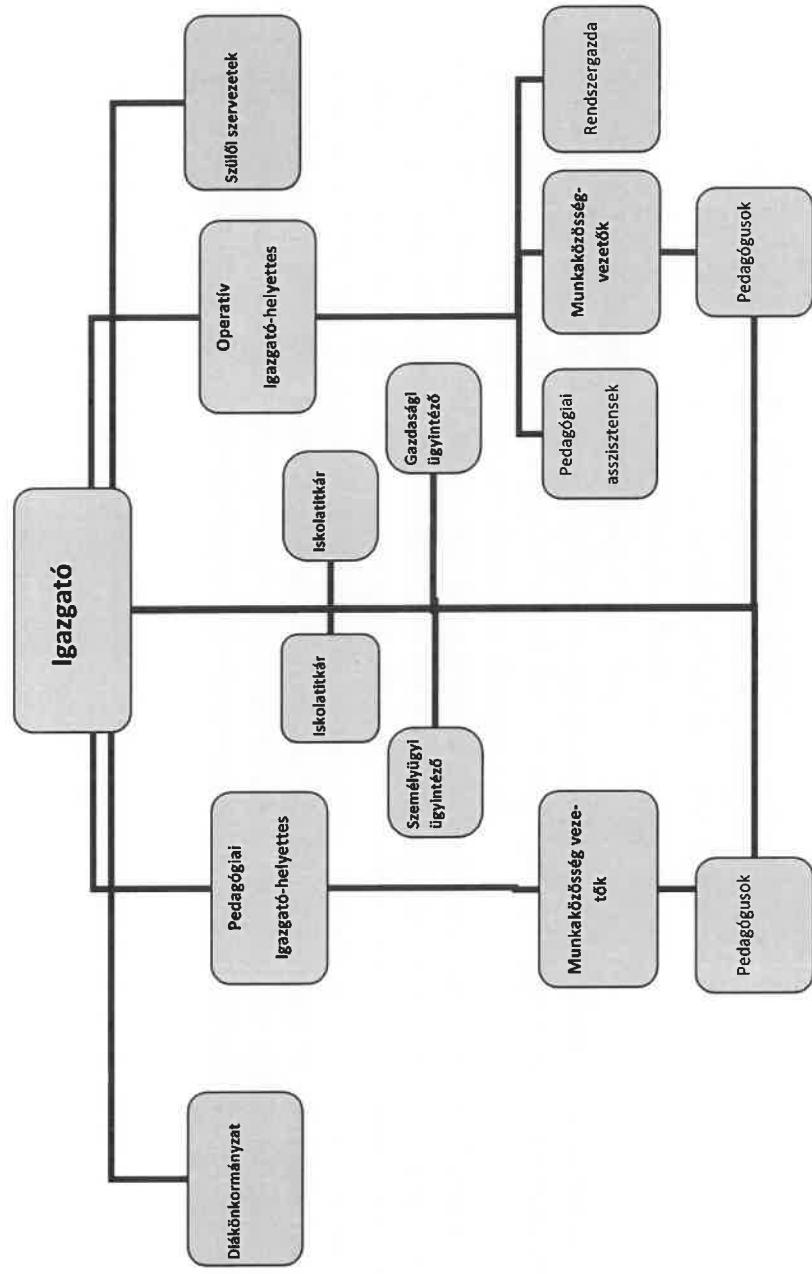 Igazgató
Diákönkormányzat
Pedagógiai
Igazgató-helyettes
Operatív
Igazgató-helyettes
Szülői szervezetek
Iskolatitkár
Iskolatitkár
Személyügyi
ügyintéző
Gazdasági
ügyintéző
Munkaközösség veze-
tők
Pedagógiai
asszisztensek
Munkaközösség-
vezetők
Rendszergazda
Pedagógusok
Pedagógusok